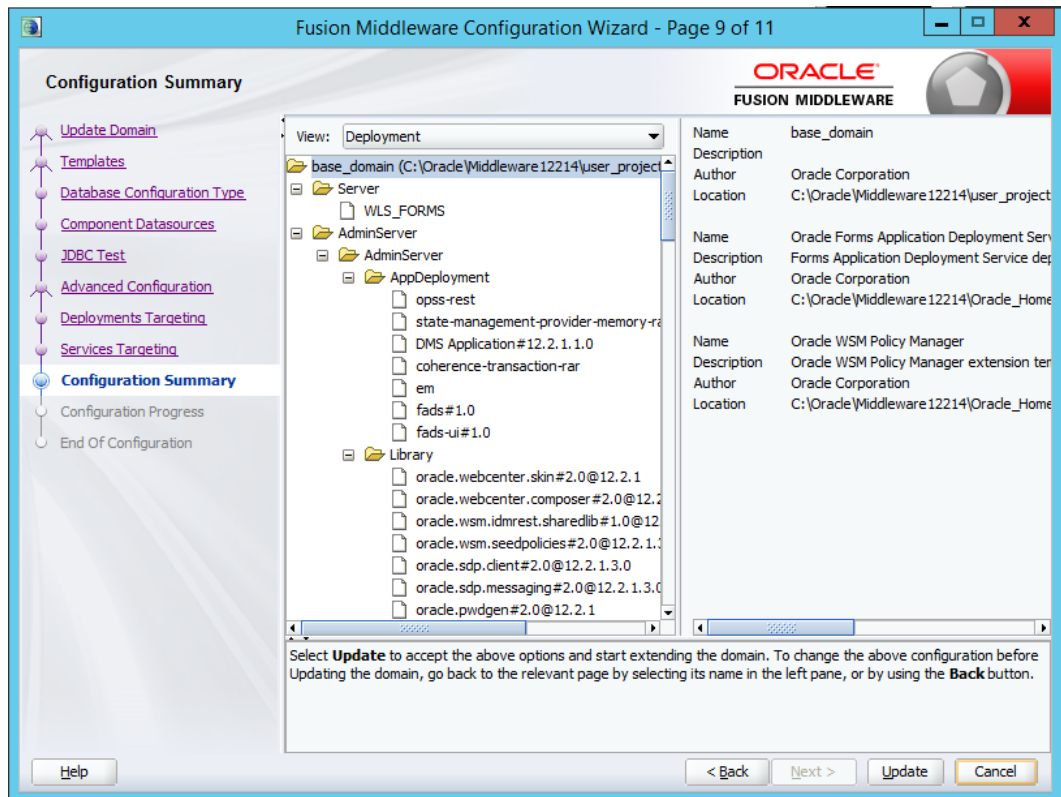 Fusion Middleware Configuration Wizard - Page 9 of 11
Configuration Summary
ORACLE
FUSION MIDDLEWARE
Update Domain
Templates
Database Configuration Type
Component Datasources
JDBC Test
Advanced Configuration
Deployments Targeting
Services Targeting
Configuration Summary
Configuration Progress
End Of Configuration
View: Deployment
base_domain (C:\Oracle\Middleware12214\user_project
Server
WLS_FORMS
AdminServer
AdminServer
AppDeployment
opss-rest
state-management-provider-memory-ra
DMS Application#12.2.1.1.0
coherence-transaction-rar
em
fads#1.0
fads-ui#1.0
Library
oracle.webcenter.skin#2.0@12.2.1
oracle.webcenter.composer#2.0@12.2
oracle.wsm.idmrest.sharedlib#1.0@12.
oracle.wsm.seedpolicies#2.0@12.2.1.
oracle.sdp.client#2.0@12.2.1.3.0
oracle.sdp.messaging#2.0@12.2.1.3.0
oracle.pwdgen#2.0@12.2.1
Name base_domain
Description
Author Oracle Corporation
Location C:\Oracle\Middleware12214\user_project
Name Oracle Forms Application Deployment Serv
Description Forms Application Deployment Service dep
Author Oracle Corporation
Location C:\Oracle\Middleware12214\Oracle_Home
Name Oracle WSM Policy Manager
Description Oracle WSM Policy Manager extension ten
Author Oracle Corporation
Location C:\Oracle\Middleware12214\Oracle_Home
Select Update to accept the above options and start extending the domain. To change the above configuration before
Updating the domain, go back to the relevant page by selecting its name in the left pane, or by using the Back button.
Help
< Back
Next >
Update
Cancel